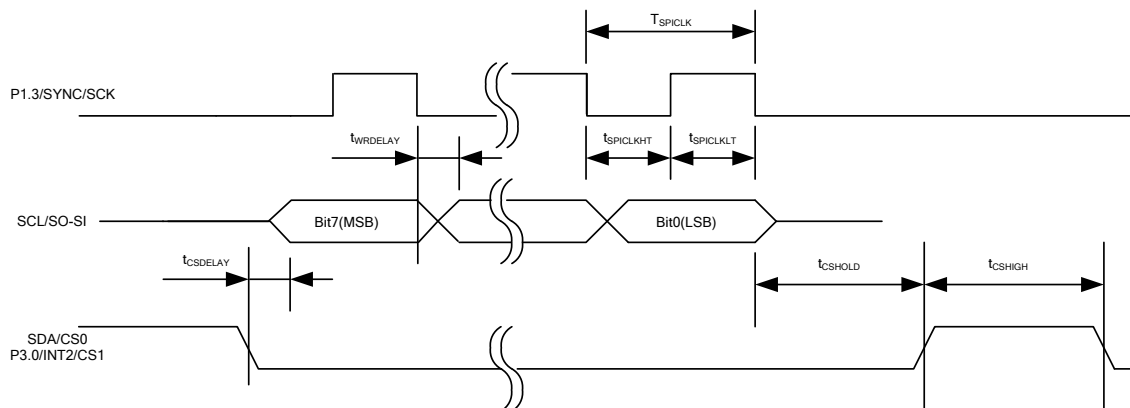 TSPICLK
P1.3/SYNC/SCK
tWRDELAY
tSPICLKHT
tSPICLKLT
SCL/SO-SI
Bit7(MSB)
Bit0(LSB)
tCSDELAY
tCSHOLD
tCSHIGH
SDA/CS0
P3.0/INT2/CS1